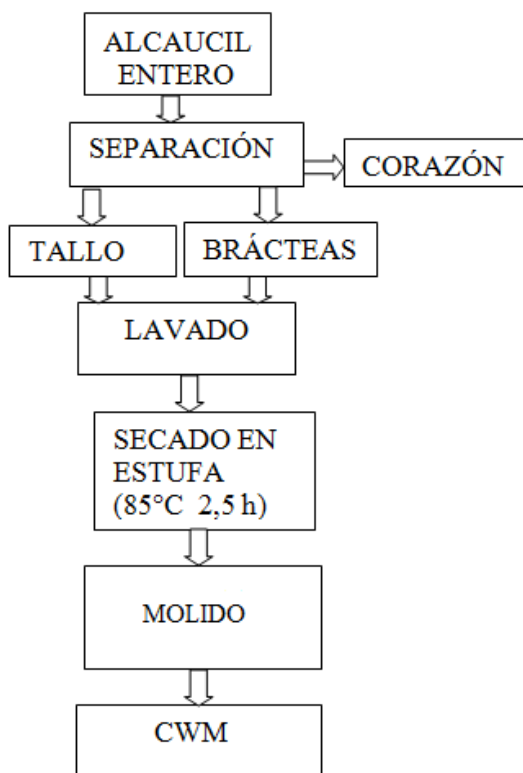 ALCAUCIL
ENTERO
SEPARACIÓN
CORAZÓN
TALLO
BRÁCTEAS
LAVADO
SECADO EN
ESTUFA
(85°C 2,5 h)
MOLIDO
CWM